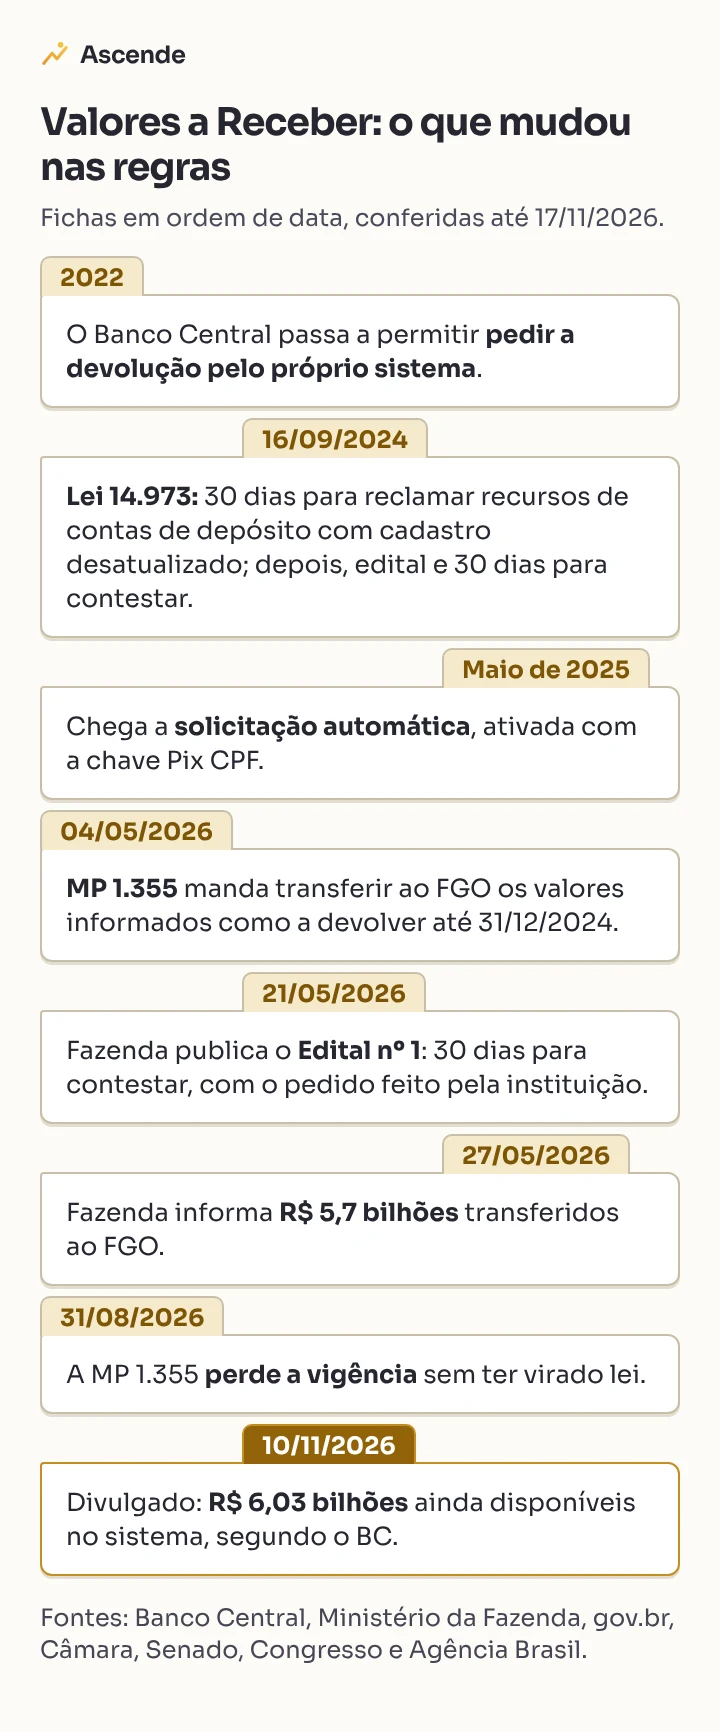 Ascende
Valores a Receber: o que mudou
nas regras
Fichas em ordem de data, conferidas até 17/11/2026.
2022
O Banco Central passa a permitir pedir a
devolução pelo próprio sistema.
16/09/2024
Lei 14.973: 30 dias para reclamar recursos de
contas de depósito com cadastro
desatualizado; depois, edital e 30 dias para
contestar.
Maio de 2025
Chega a solicitação automática, ativada com
a chave Pix CPF.
04/05/2026
MP 1.355 manda transferir ao FGO os valores
informados como a devolver até 31/12/2024.
21/05/2026
Fazenda publica o Edital nº 1: 30 dias para
contestar, com o pedido feito pela instituição.
27/05/2026
Fazenda informa R$ 5,7 bilhões transferidos
ao FGO.
31/08/2026
A MP 1.355 perde a vigência sem ter virado lei.
10/11/2026
Divulgado: R$ 6,03 bilhões ainda disponíveis
no sistema, segundo o BC.
Fontes: Banco Central, Ministério da Fazenda, gov.br,
Câmara, Senado, Congresso e Agência Brasil.